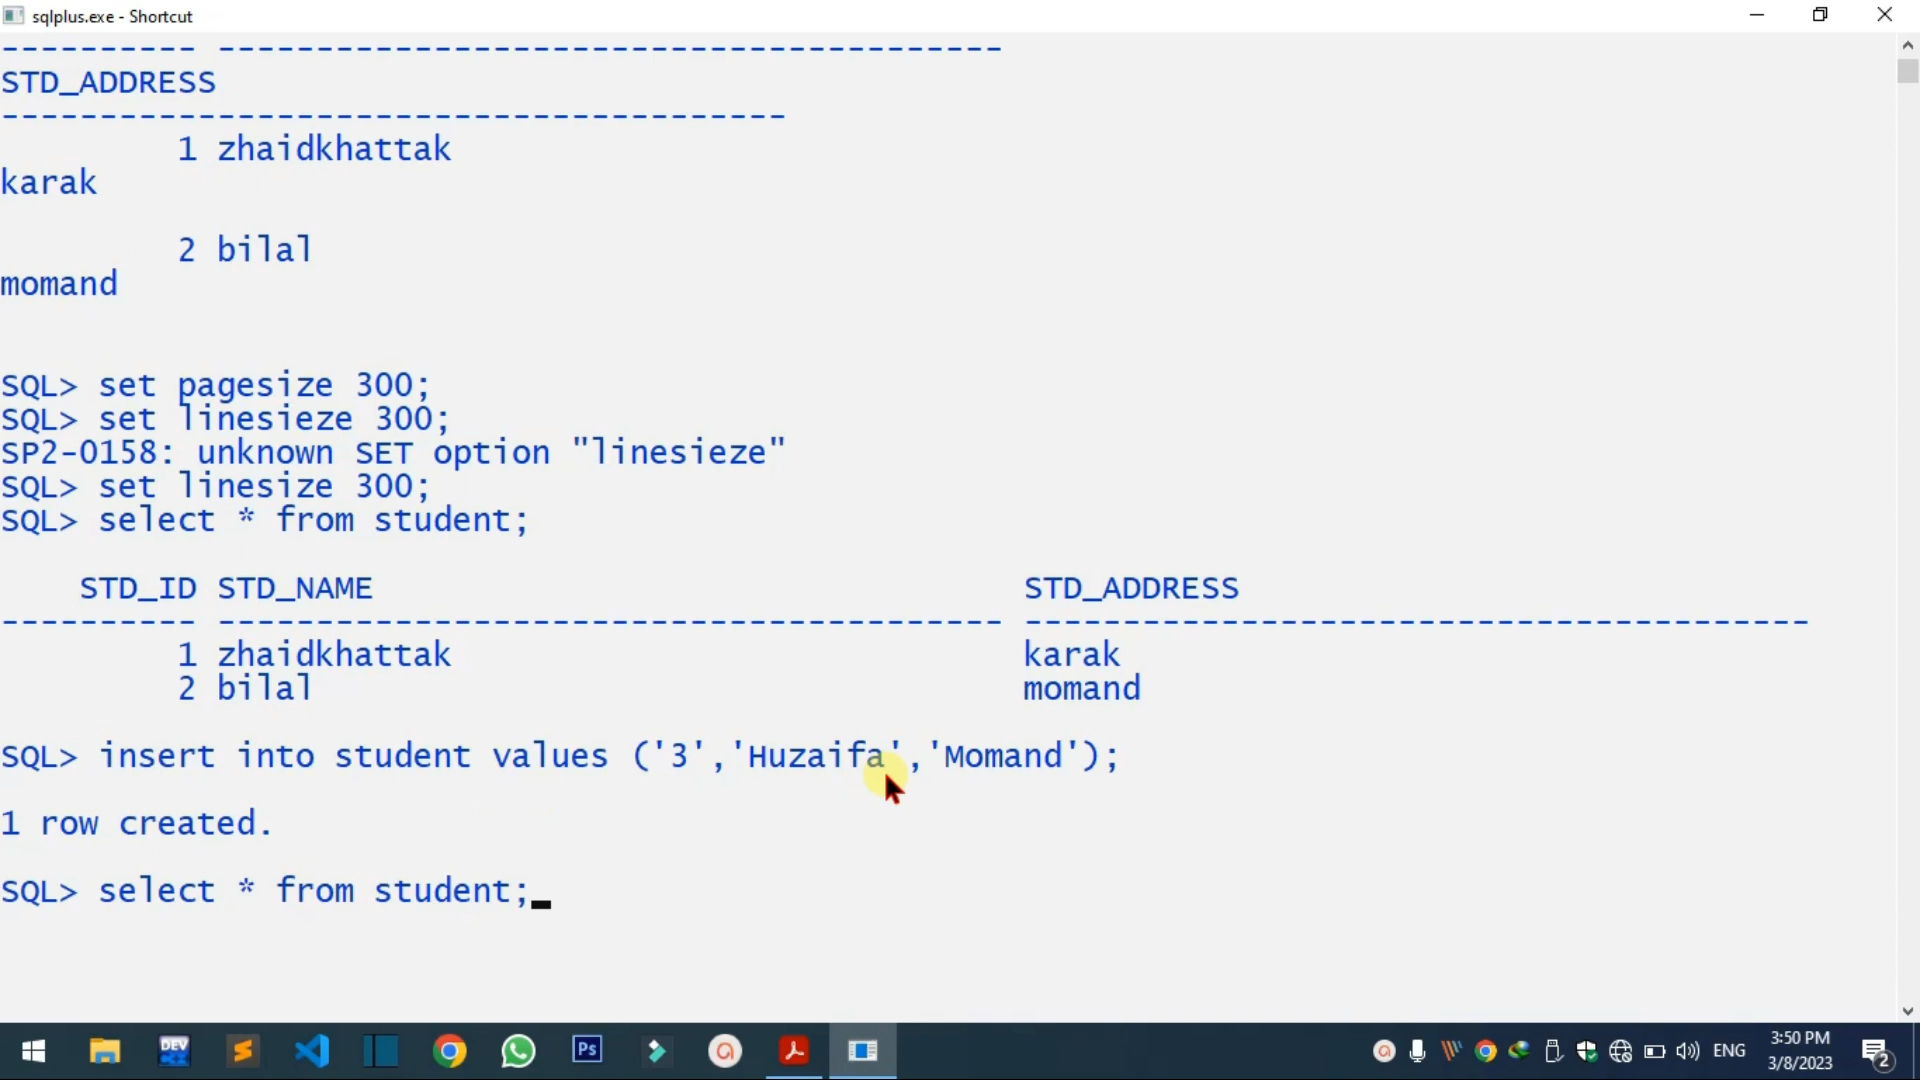 sqlplus.exe - Shortcut
---------- ----------------------------------------
STD_ADDRESS
----------------------------------------
1 zhaidkhattak
karak
2 bilal
momand
SQL> set pagesize 300;
SQL> set linesieze 300;
SP2-0158: unknown SET option "linesieze"
SQL> set linesize 300;
SQL> select * from student;
STD_ID STD_NAME STD_ADDRESS
---------- ---------------------------------------- ----------------------------------------
1 zhaidkhattak karak
2 bilal momand
SQL> insert into student values ('3','Huzaifa','Momand');
1 row created.
SQL> select * from student;
DEV
Ps
ENG
3:50 PM
3/8/2023
2